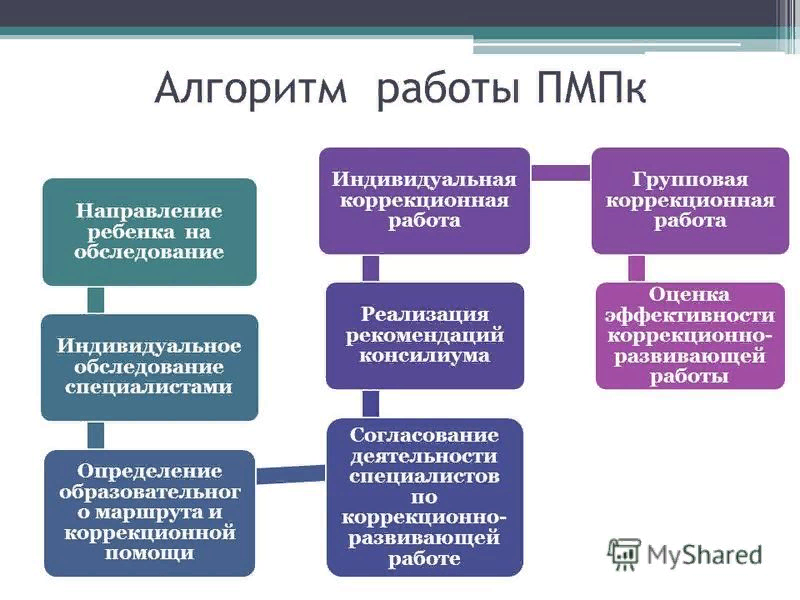 Алгоритм работы ПМПк
Направление
ребенка на
обследование
Индивидуальное
обследование
специалистами
Определение
образовательног
о маршрута и
коррекционной
помощи
Согласование
деятельности
специалистов
по
коррекционно-
развивающей
работе
Реализация
рекомендаций
консилиума
Индивидуальная
коррекционная
работа
Групповая
коррекционная
работа
Оценка
эффективности
коррекционно-
развивающей
работы
MyShared